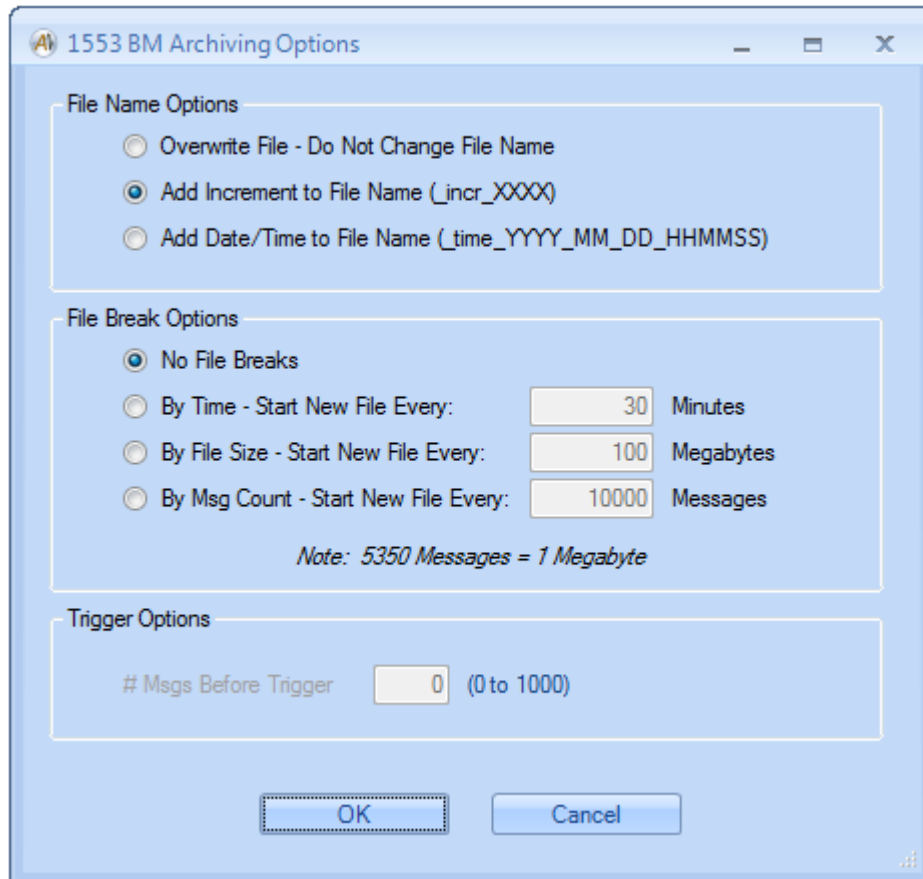 1553 BM Archiving Options
File Name Options
Overwrite File - Do Not Change File Name
Add Increment to File Name (_incr_XXXX)
Add Date/Time to File Name (_time_YYYY_MM_DD_HHMMSS)
File Break Options
No File Breaks
By Time - Start New File Every: 30 Minutes
By File Size - Start New File Every: 100 Megabytes
By Msg Count - Start New File Every: 10000 Messages
Note: 5350 Messages = 1 Megabyte
Trigger Options
# Msgs Before Trigger 0 (0 to 1000)
OK Cancel